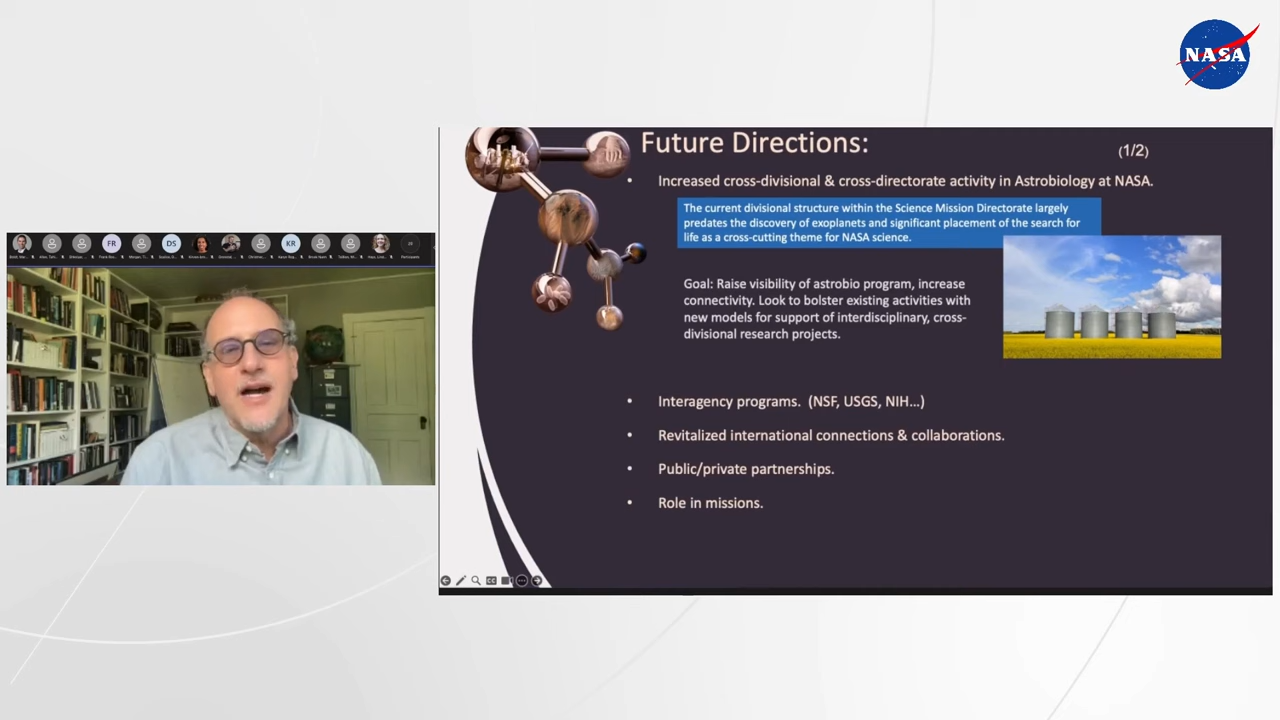 NASA
Future Directions:
(1/2)
• Increased cross-divisional & cross-directorate activity in Astrobiology at NASA.
The current divisional structure within the Science Mission Directorate largely
predates the discovery of exoplanets and significant placement of the search for
life as a cross-cutting theme for NASA science.
Goal: Raise visibility of astrobio program, increase
connectivity. Look to bolster existing activities with
new models for support of interdisciplinary, cross-
divisional research projects.
• Interagency programs. (NSF, USGS, NIH...)
• Revitalized international connections & collaborations.
• Public/private partnerships.
• Role in missions.
FR
DS
KR
Participants